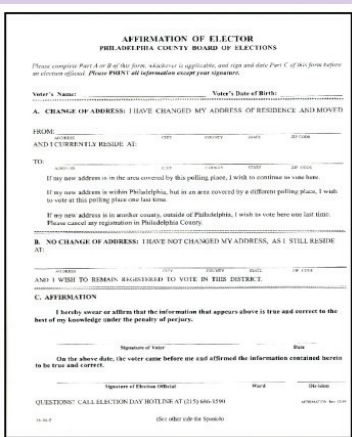 AFFIRMATION OF ELECTOR
PHILADELPHIA COUNTY BOARD OF ELECTIONS
Please complete Part A or B of this form, whichever is applicable, and sign and date Part C of this form before
an election official. Please PRINT all information except your signature.
Voter's Name: Voter's Date of Birth:
A. CHANGE OF ADDRESS: I HAVE CHANGED MY ADDRESS OF RESIDENCE AND MOVED
FROM:
ADDRESS CITY COUNTY STATE ZIP CODE
AND I CURRENTLY RESIDE AT:
TO:
ADDRESS CITY COUNTY STATE ZIP CODE
If my new address is in the area covered by this polling place, I wish to continue to vote here.
If my new address is within Philadelphia, but in an area covered by a different polling place, I wish
to vote at this polling place one last time.
If my new address is in another county, outside of Philadelphia, I wish to vote here one last time.
Please cancel my registration in Philadelphia County.
B. NO CHANGE OF ADDRESS: I HAVE NOT CHANGED MY ADDRESS, AS I STILL RESIDE
AT:
ADDRESS CITY COUNTY STATE ZIP CODE
AND I WISH TO REMAIN REGISTERED TO VOTE IN THIS DISTRICT.
C. AFFIRMATION
I hereby swear or affirm that the information that appears above is true and correct to the
best of my knowledge under the penalty of perjury.
Signature of Voter Date
On the above date, the voter came before me and affirmed the information contained herein
to be true and correct.
Signature of Election Official Ward Division
QUESTIONS? CALL ELECTION DAY HOTLINE AT (215) 686-1590
(See other side for Spanish)